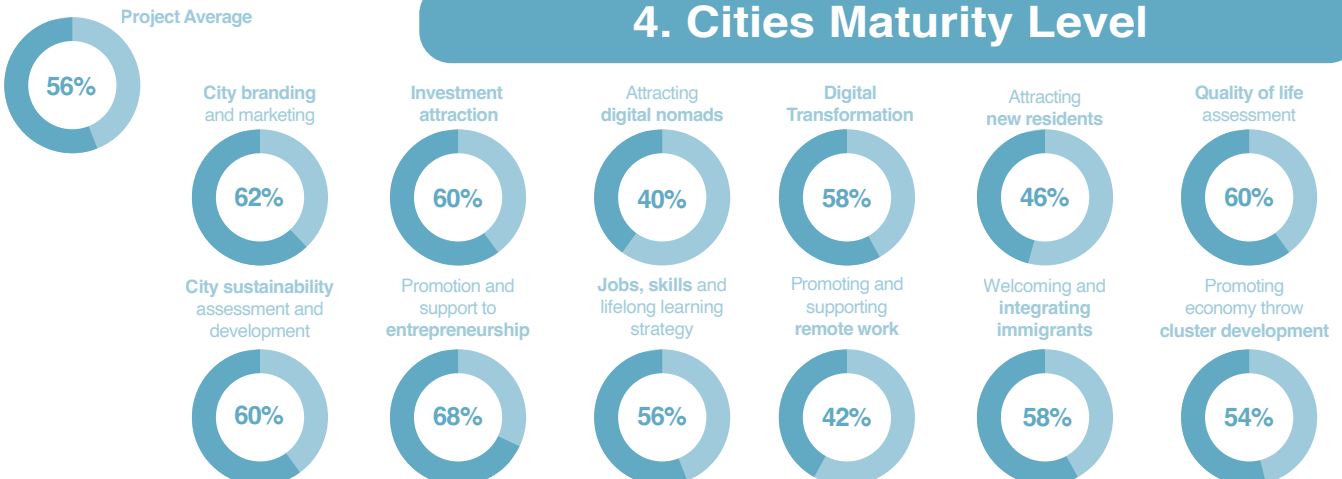 Project Average
56%
4. Cities Maturity Level
City branding
and marketing
62%
Investment
attraction
60%
Attracting
digital nomads
40%
Digital
Transformation
58%
Attracting
new residents
46%
Quality of life
assessment
60%
City sustainability
assessment and
development
60%
Promotion and
support to
entrepreneurship
68%
Jobs, skills and
lifelong learning
strategy
56%
Promoting and
supporting
remote work
42%
Welcoming and
integrating
immigrants
58%
Promoting
economy throw
cluster development
54%